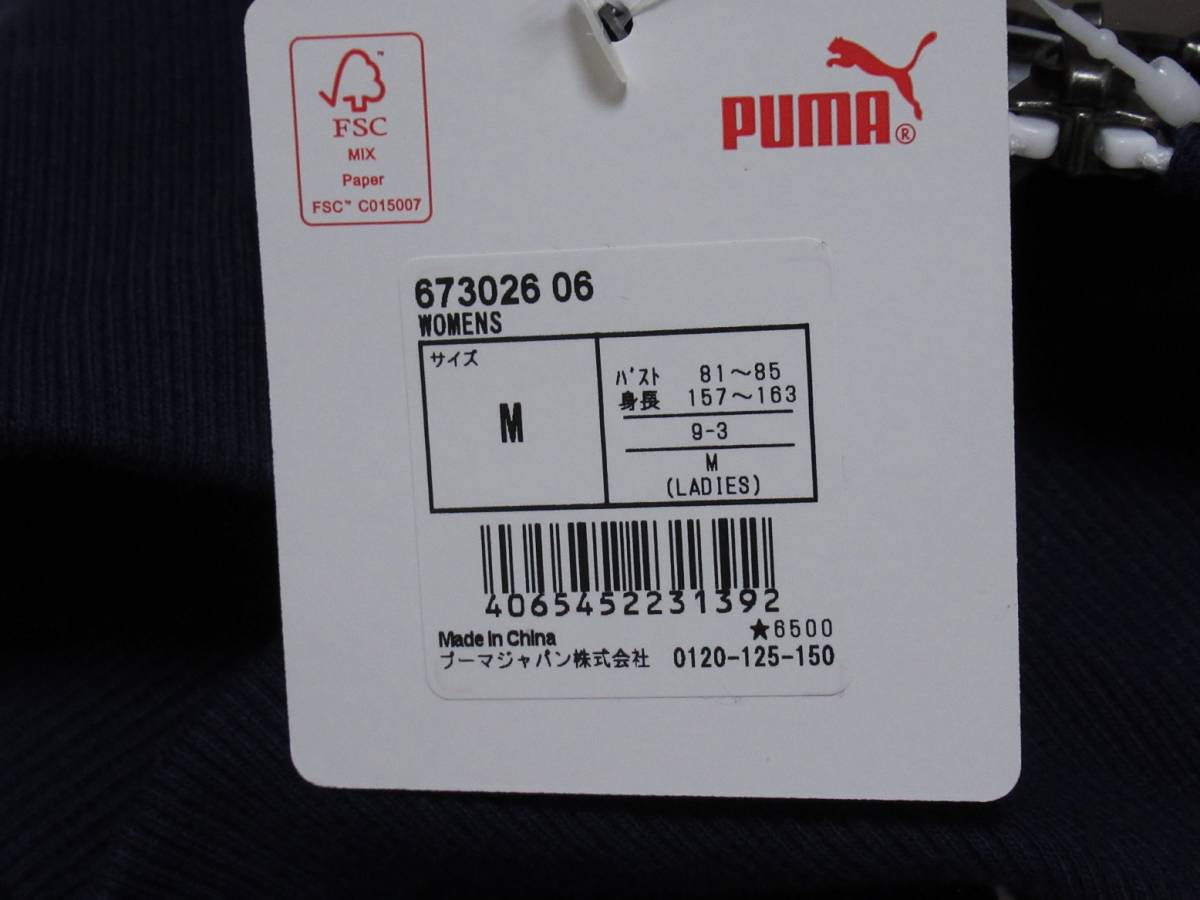 FSC
MIX
Paper
FSC™ C015007
PUMA®
673026 06
WOMENS
サイズ
M
バスト 81～85
身長 157～163
9-3
M
(LADIES)
4065452231392
★6500
Made in China
プーマジャパン株式会社 0120-125-150